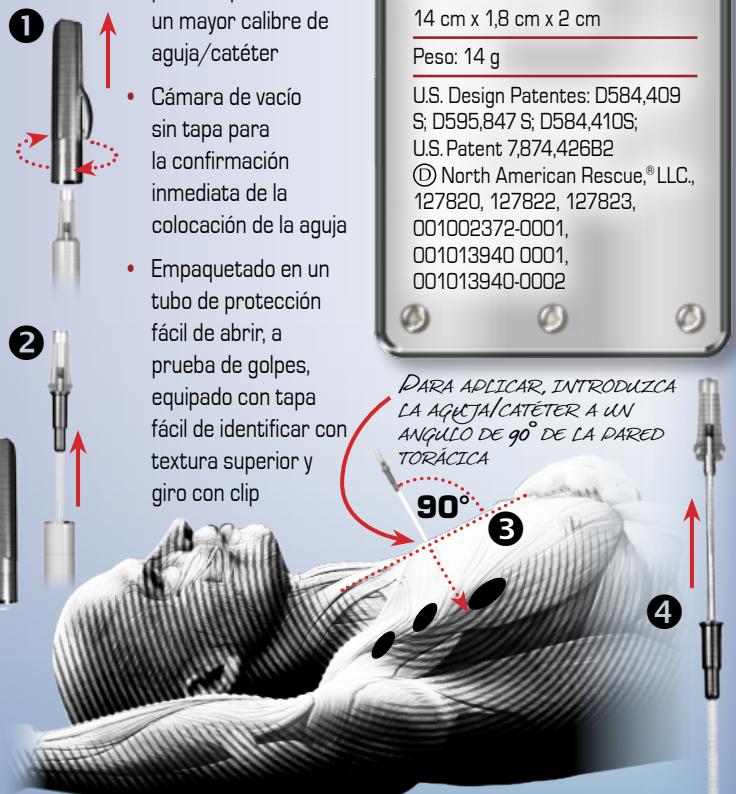 ❶
un mayor calibre de
aguja/catéter
• Cámara de vacío
sin tapa para
la confirmación
inmediata de la
colocación de la aguja
• Empaquetado en un
tubo de protección
fácil de abrir, a
prueba de golpes,
equipado con tapa
fácil de identificar con
textura superior y
giro con clip
14 cm x 1,8 cm x 2 cm
Peso: 14 g
U.S. Design Patentes: D584,409
S; D595,847 S; D584,410S;
U.S. Patent 7,874,426B2
Ⓓ North American Rescue,® LLC.,
127820, 127822, 127823,
001002372-0001,
001013940 0001,
001013940-0002
❷
PARA APLICAR, INTRODUZCA
LA AGUJA/CATÉTER A UN
ANGULO DE 90° DE LA PARED
TORÁCICA
90°
❸
❹